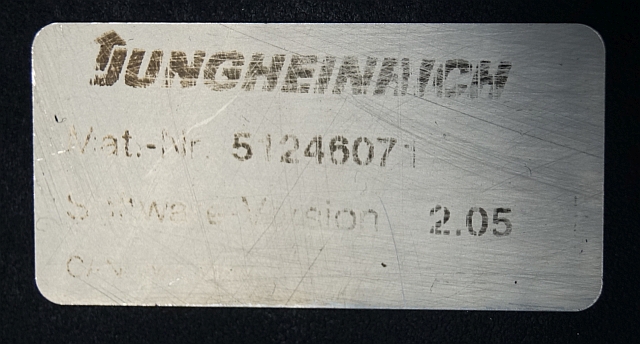 JUNGHEINRICH
Mat.-Nr. 51246071
Software-Version 2.05